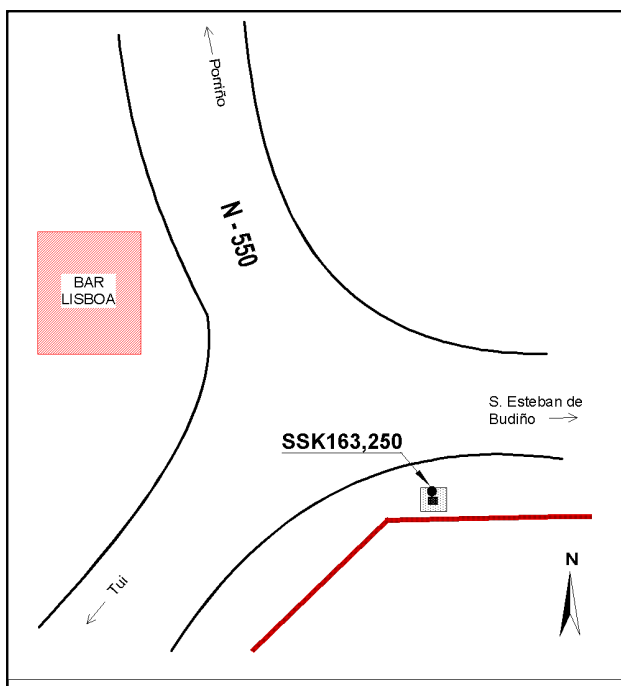 Porriño
N - 550
BAR
LISBOA
S. Esteban de
Budiño
SSK163,250
N
Tui